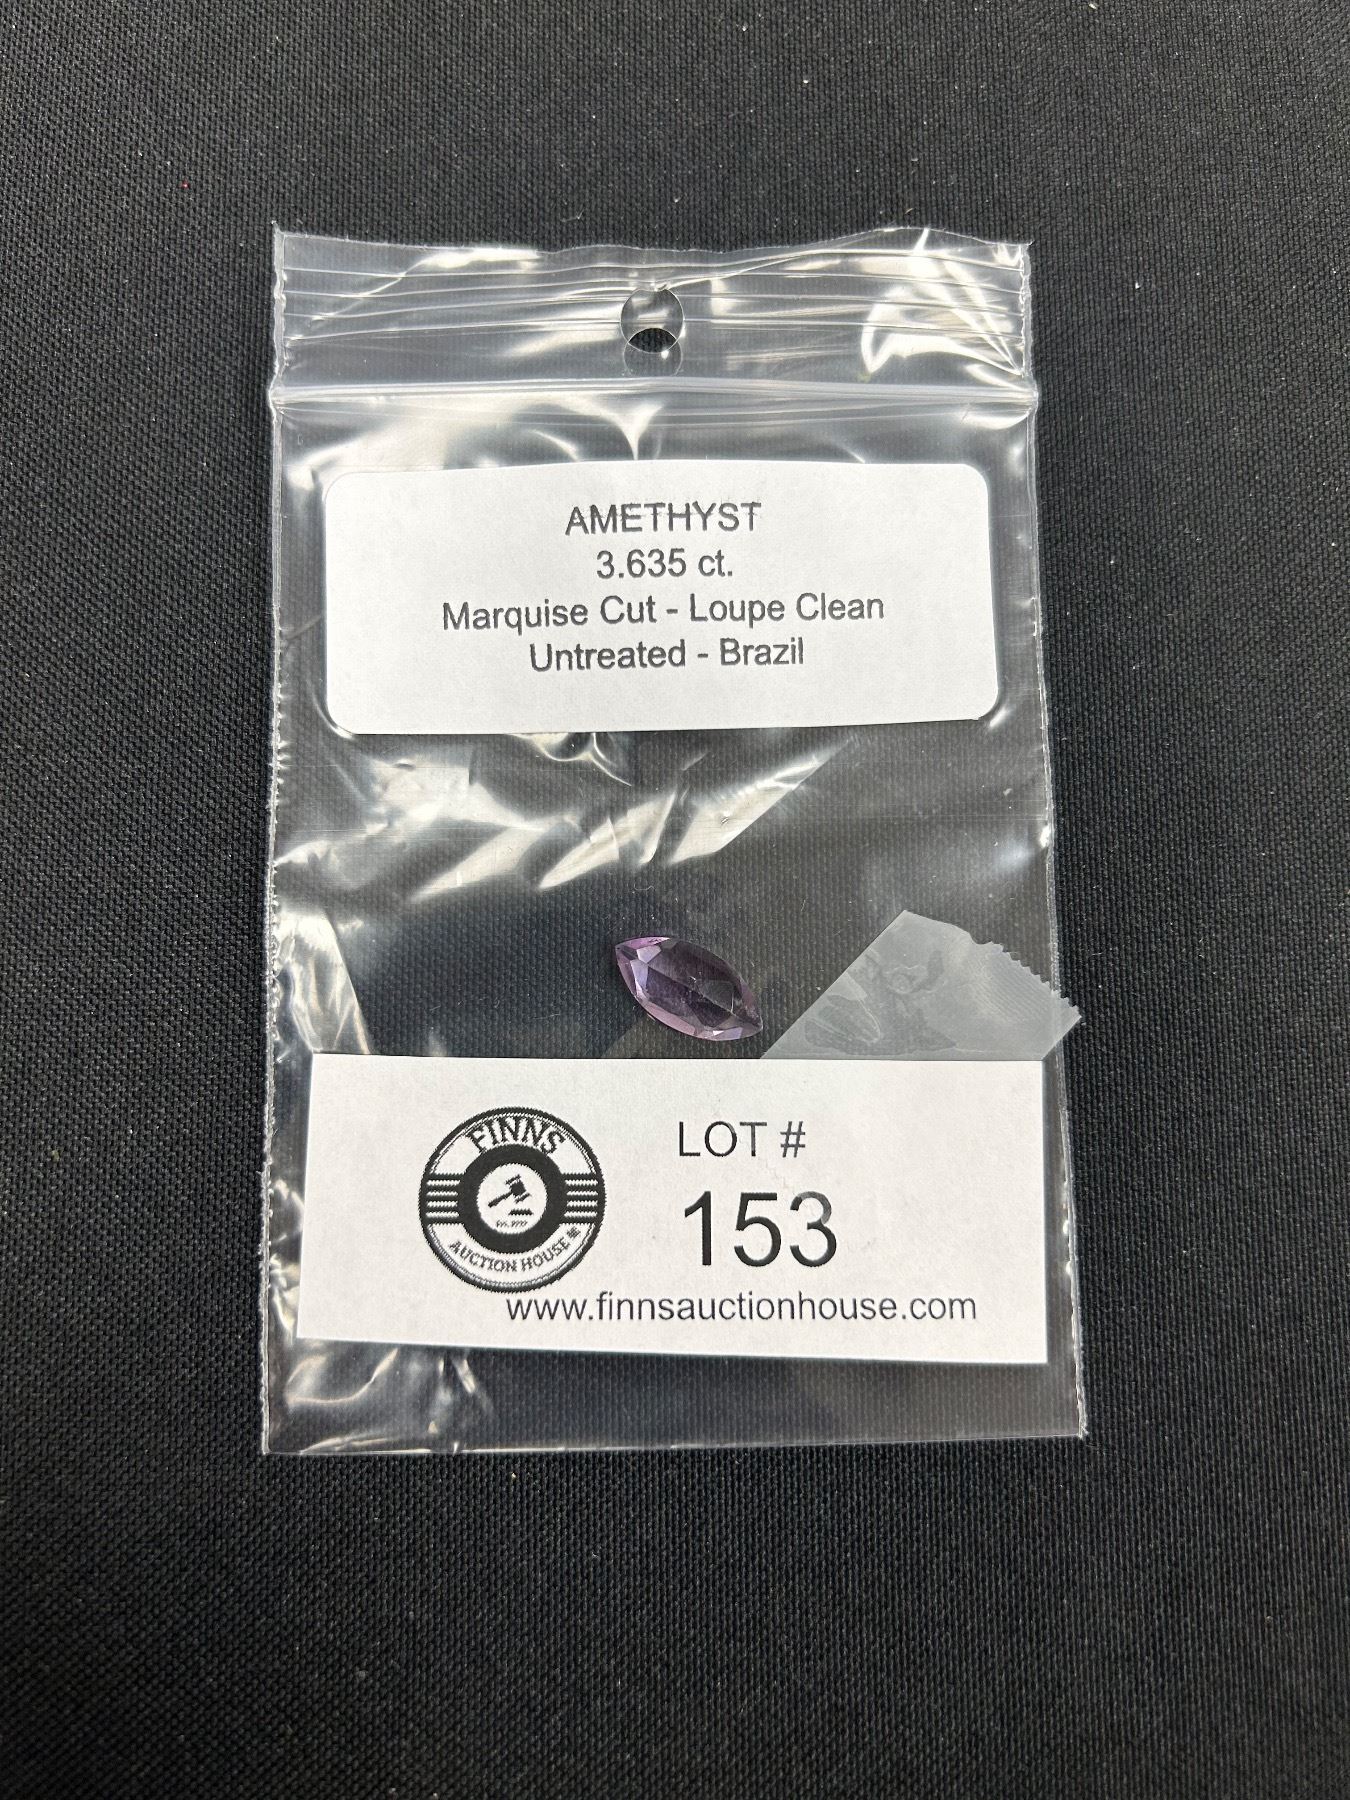 AMETHYST
3.635 ct.
Marquise Cut - Loupe Clean
Untreated - Brazil
FINNS
AUCTION HOUSE
LOT #
153
www.finnsauctionhouse.com